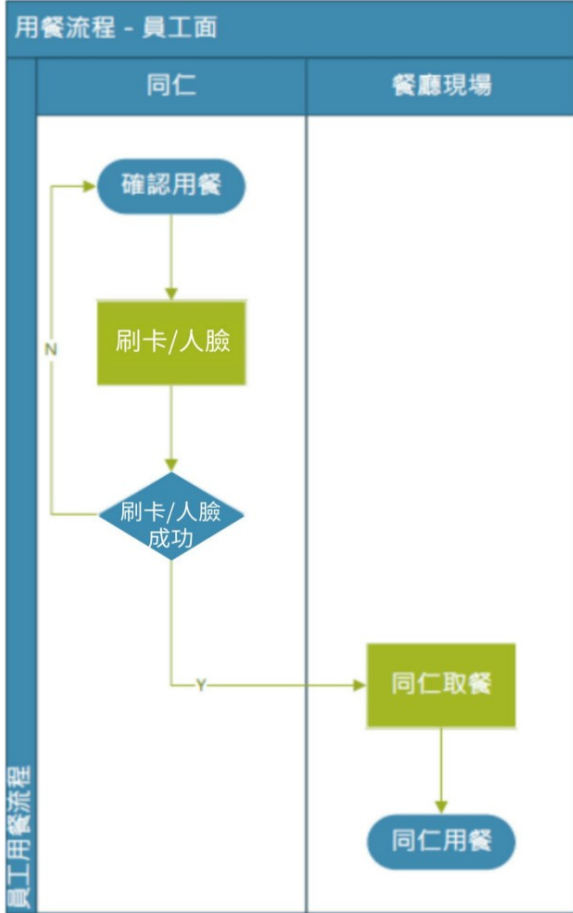 用餐流程 - 員工面
同仁
餐廳現場
確認用餐
刷卡/人臉
N
刷卡/人臉
成功
Y
同仁取餐
同仁用餐
員工用餐流程